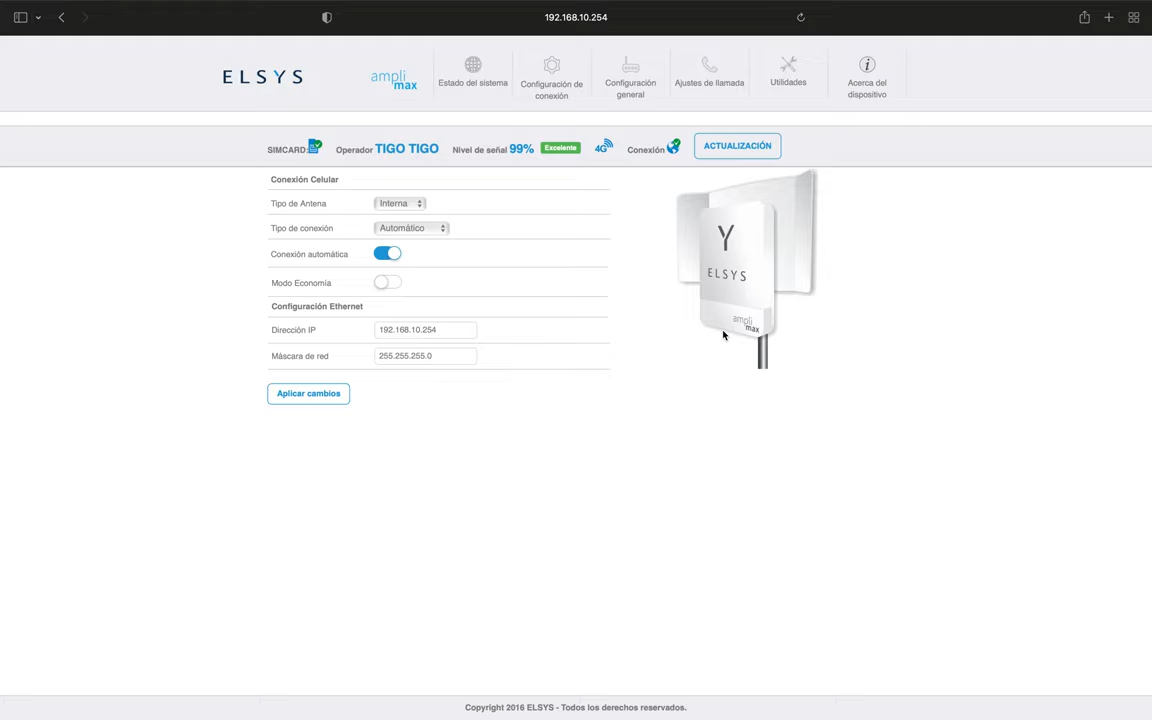 192.168.10.254
ELSYS
ampli max
Estado del sistema
Configuración de conexión
Configuración general
Ajustes de llamada
Utilidades
Acerca del dispositivo
SIMCARD: Operador TIGO TIGO Nivel de señal 99% Excelente 4G Conexión ACTUALIZACIÓN
Conexión Celular
Tipo de Antena Interna
Tipo de conexión Automático
Conexión automática
Modo Economía
Configuración Ethernet
Dirección IP 192.168.10.254
Máscara de red 255.255.255.0
Aplicar cambios
Y
ELSYS
ampli
max
Copyright 2016 ELSYS - Todos los derechos reservados.